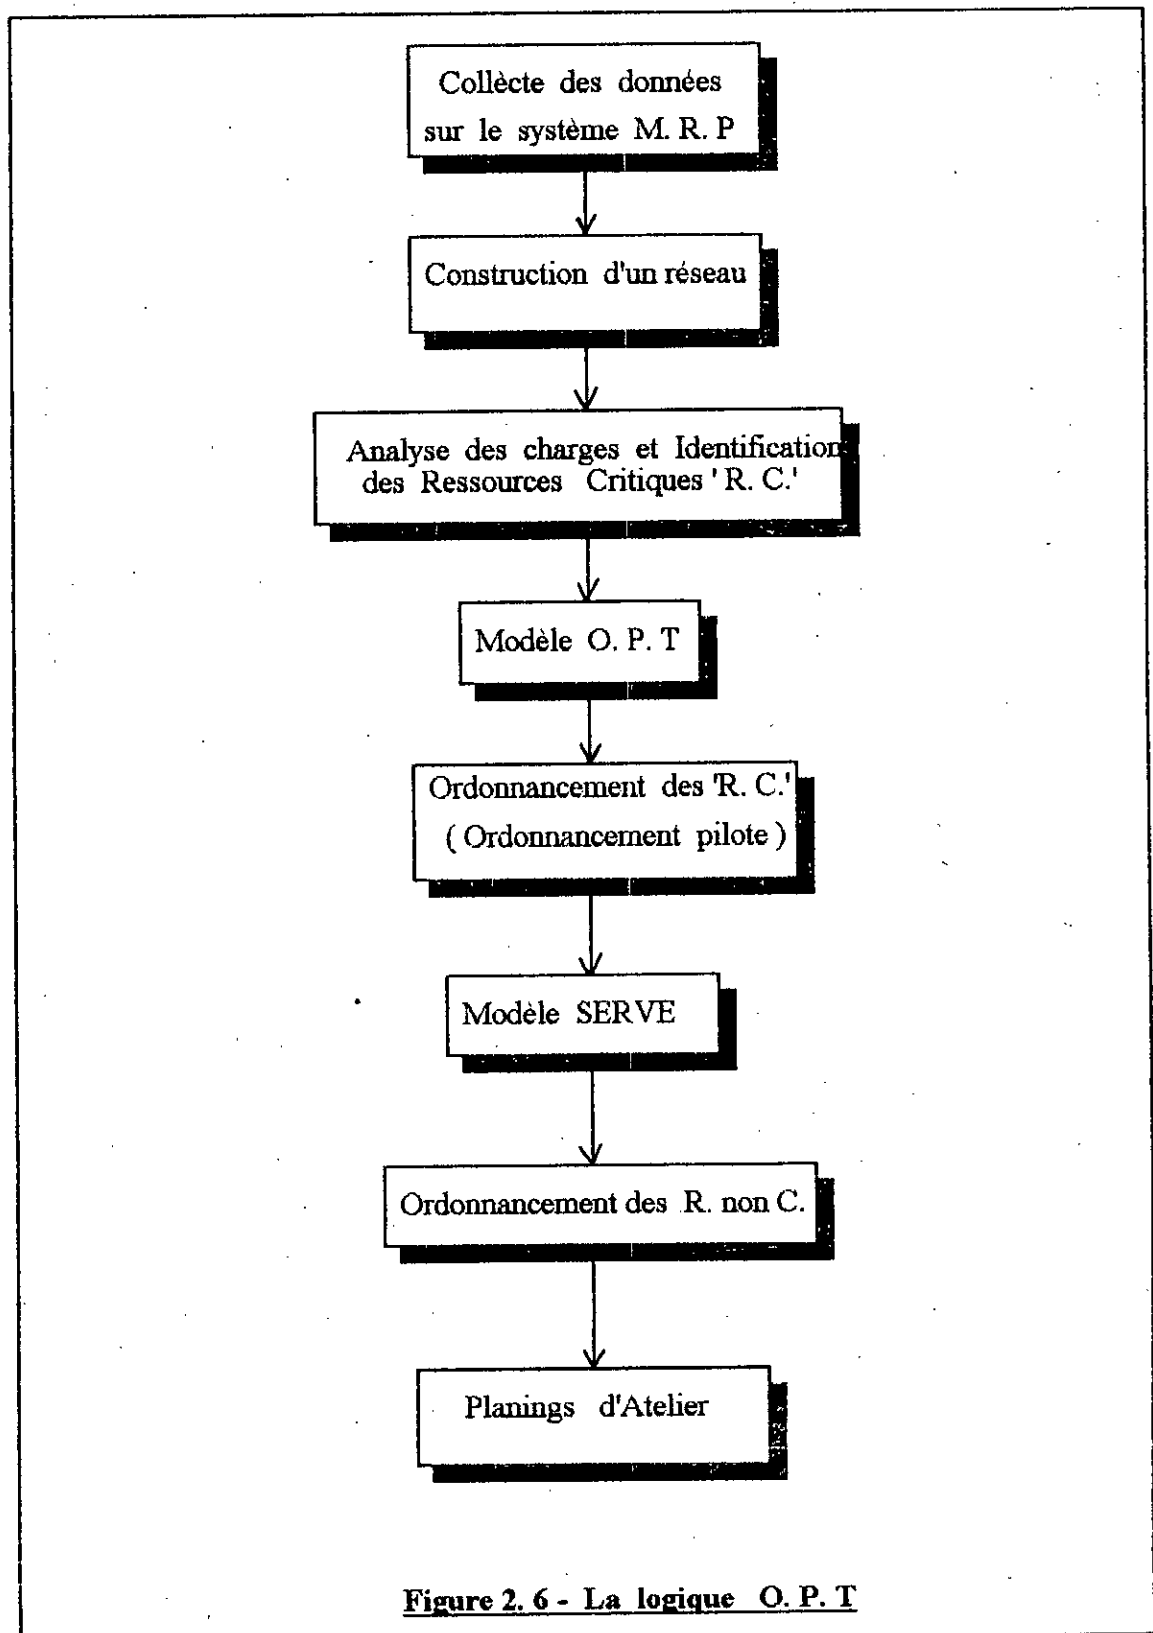 Collècte des données
sur le système M. R. P
Construction d'un réseau
Analyse des charges et Identification
des Ressources Critiques ' R. C.'
Modèle O. P. T
Ordonnancement des 'R. C.'
( Ordonnancement pilote )
Modèle SERVE
Ordonnancement des R. non C.
Planings d'Atelier
Figure 2. 6 - La logique O. P. T